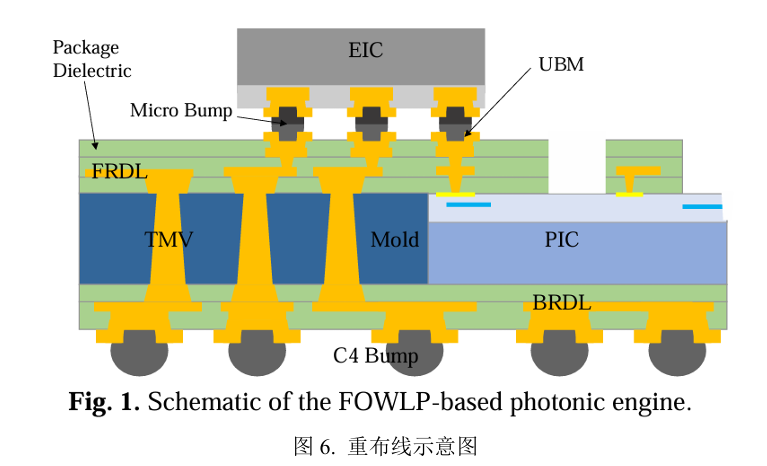 EIC
Package
Dielectric
UBM
Micro Bump
FRDL
TMV
Mold
PIC
BRDL
C4 Bump
Fig. 1. Schematic of the FOWLP-based photonic engine.
图 6. 重布线示意图